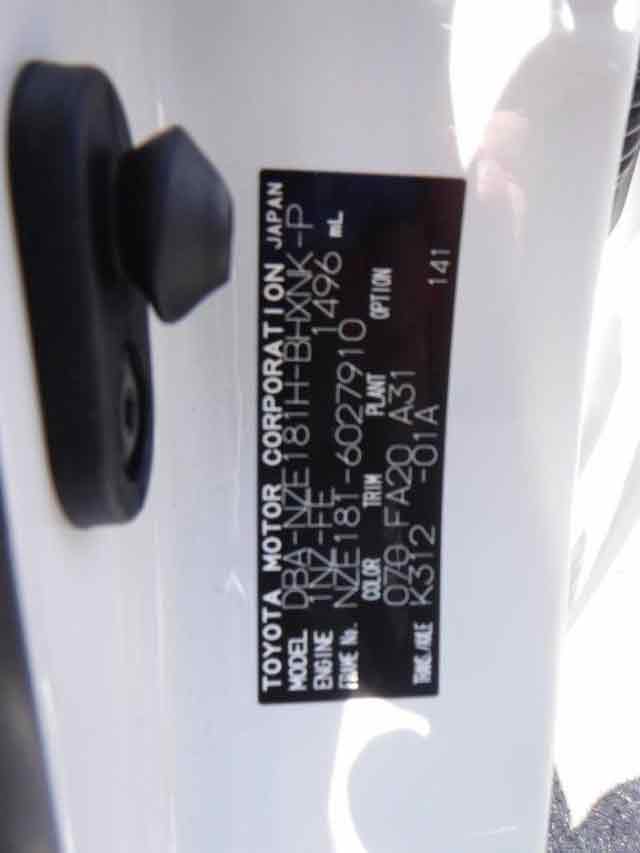 TOYOTA MOTOR CORPORATION JAPAN
MODEL DBA-NZE181H-BHXNK-P
ENGINE 1NZ-FE 1496 mL
FRAME No. NZE181-6027910
COLOR TRIM PLANT OPTION
070 FA20 A31
TRANS./AXLE K312 -01A 141